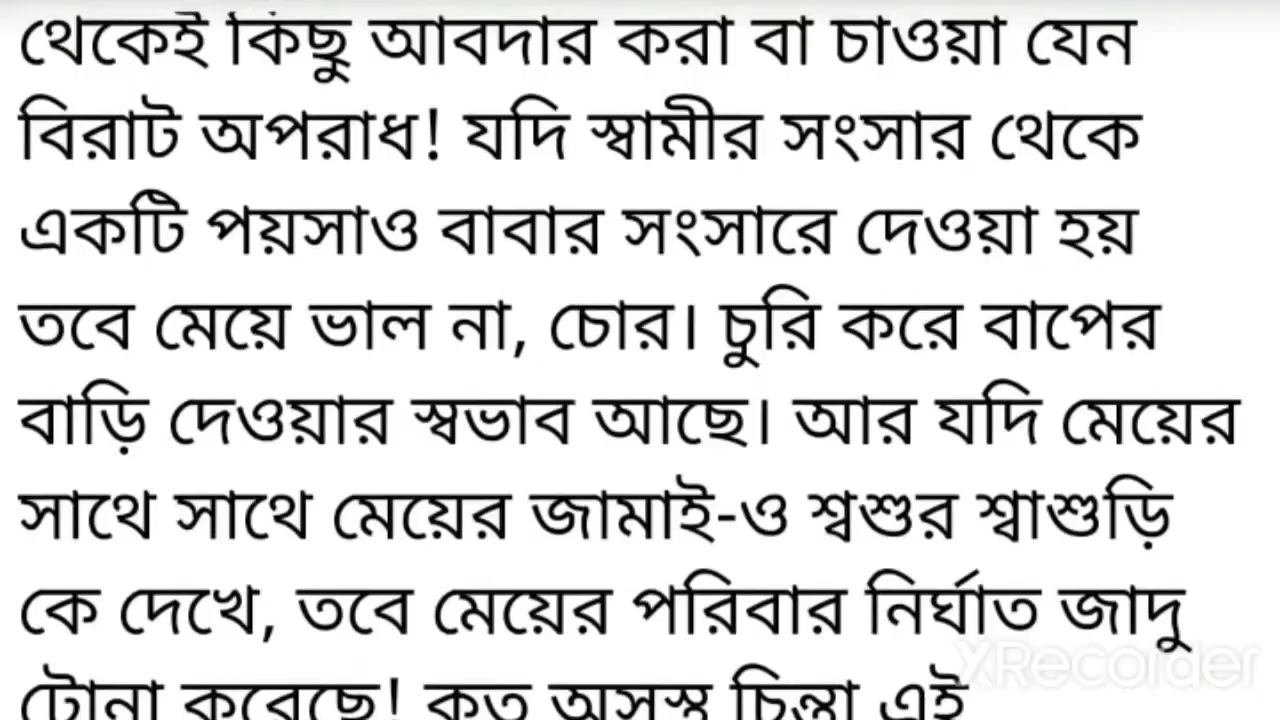 থেকেই কিছু আবদার করা বা চাওয়া যেন
বিরাট অপরাধ! যদি স্বামীর সংসার থেকে
একটি পয়সাও বাবার সংসারে দেওয়া হয়
তবে মেয়ে ভাল না, চোর। চুরি করে বাপের
বাড়ি দেওয়ার স্বভাব আছে। আর যদি মেয়ের
সাথে সাথে মেয়ের জামাই-ও শ্বশুর শ্বাশুড়ি
কে দেখে, তবে মেয়ের পরিবার নির্ঘাত জাদু
টোনা করেছে! কত অসুস্থ চিন্তা এই
XRecorder